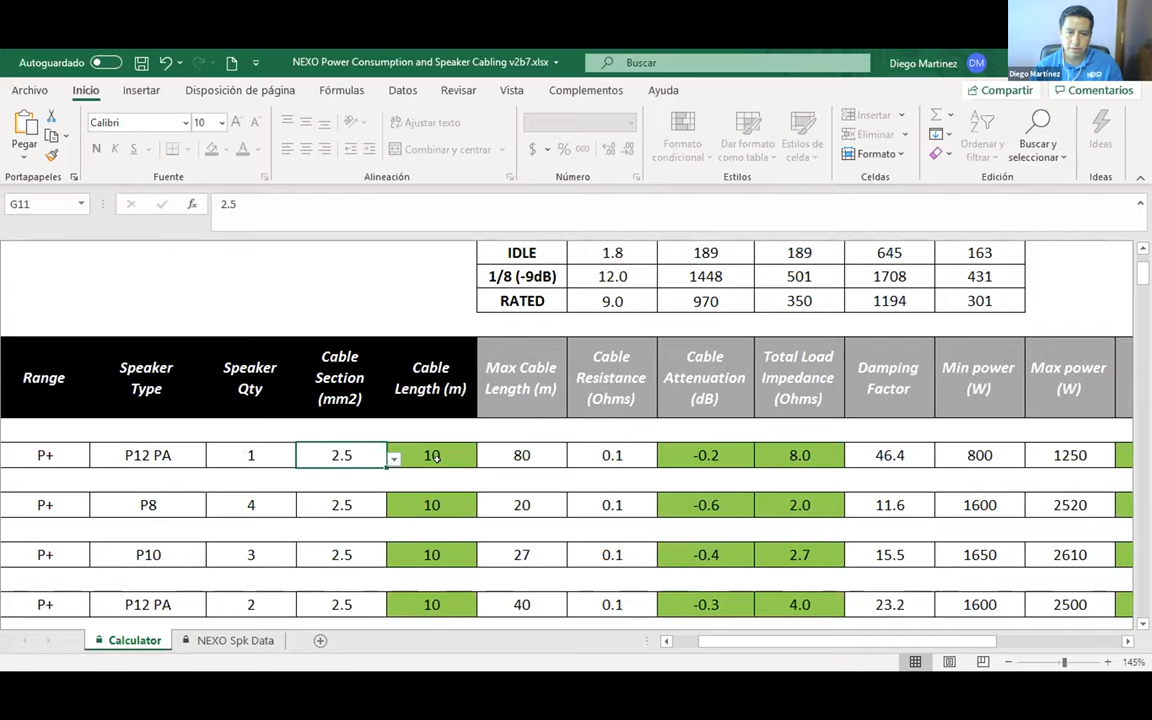 Autoguardado
NEXO Power Consumption and Speaker Cabling v2b7.xlsx
Buscar
Diego Martinez
DM
Diego Martínez
Archivo Inicio Insertar Disposición de página Fórmulas Datos Revisar Vista Complementos Ayuda
Compartir Comentarios
Pegar
Calibri 10
N K S
Ajustar texto
Combinar y centrar
$ % 000
Formato condicional
Dar formato como tabla
Estilos de celda
Insertar
Eliminar
Formato
Ordenar y filtrar
Buscar y seleccionar
Ideas
Portapapeles Fuente Alineación Número Estilos Celdas Edición Ideas
G11 fx 2.5
IDLE 1.8 189 189 645 163
1/8 (-9dB) 12.0 1448 501 1708 431
RATED 9.0 970 350 1194 301
Range Speaker Type Speaker Qty Cable Section (mm2) Cable Length (m) Max Cable Length (m) Cable Resistance (Ohms) Cable Attenuation (dB) Total Load Impedance (Ohms) Damping Factor Min power (W) Max power (W)
P+ P12 PA 1 2.5 10 80 0.1 -0.2 8.0 46.4 800 1250
P+ P8 4 2.5 10 20 0.1 -0.6 2.0 11.6 1600 2520
P+ P10 3 2.5 10 27 0.1 -0.4 2.7 15.5 1650 2610
P+ P12 PA 2 2.5 10 40 0.1 -0.3 4.0 23.2 1600 2500
Calculator NEXO Spk Data
145%